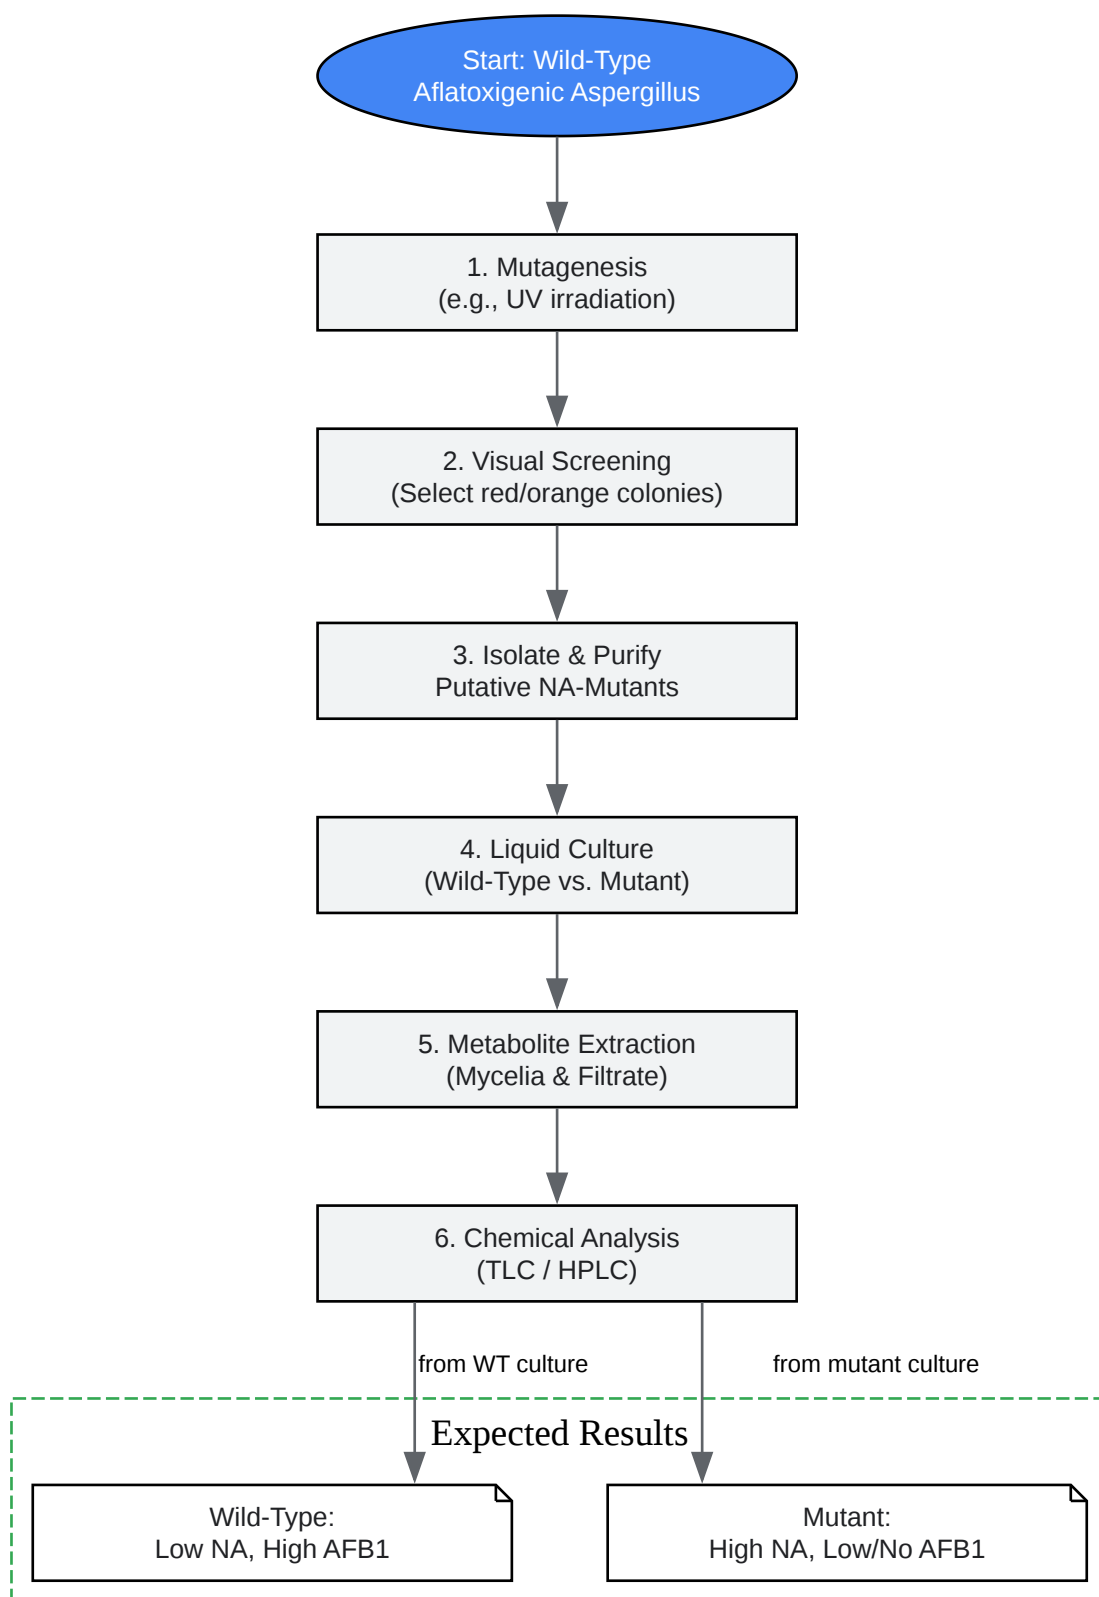 Start: Wild-Type
Aflatoxigenic Aspergillus
1. Mutagenesis
(e.g., UV irradiation)
2. Visual Screening
(Select red/orange colonies)
3. Isolate & Purify
Putative NA-Mutants
4. Liquid Culture
(Wild-Type vs. Mutant)
5. Metabolite Extraction
(Mycelia & Filtrate)
6. Chemical Analysis
(TLC / HPLC)
from WT culture
from mutant culture
Expected Results
Wild-Type:
Low NA, High AFB1
Mutant:
High NA, Low/No AFB1